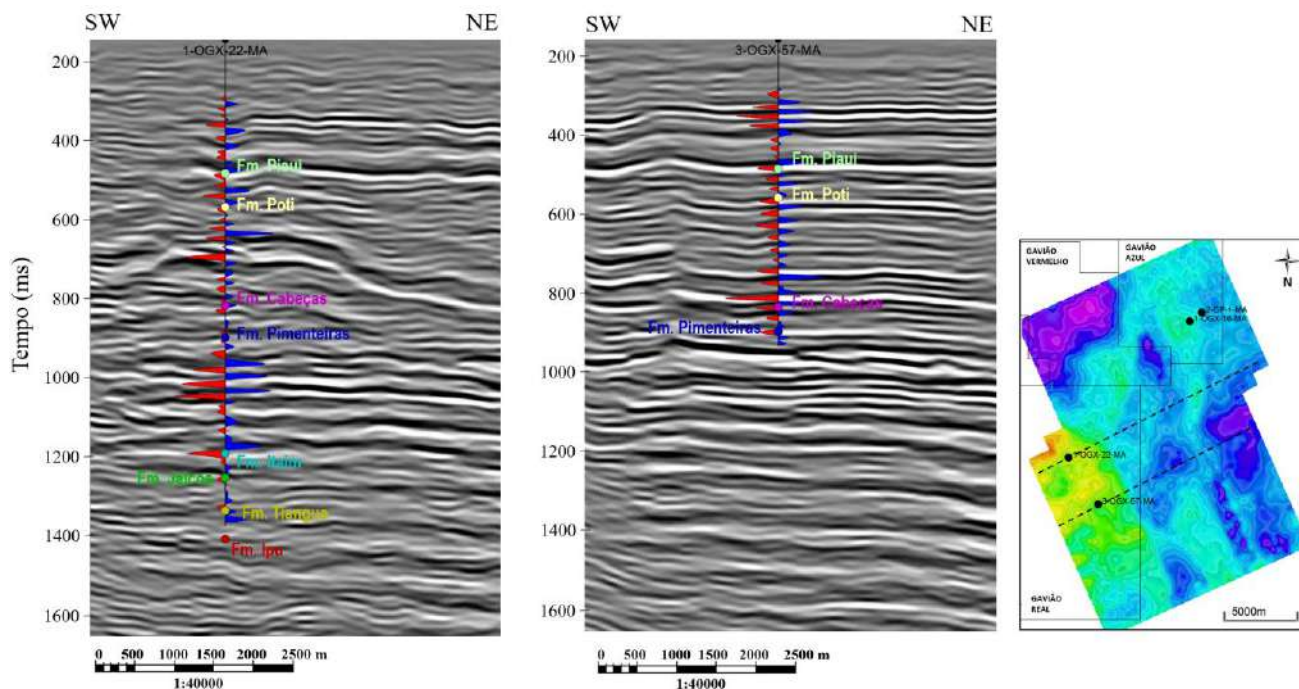 SW NE
1-OGX-22-MA
200
400
600
800
1000
1200
1400
1600
Tempo (ms)
Fm. Piauí
Fm. Poti
Fm. Cabeças
Fm. Pimenteiras
Fm. Itaim
Fm. Jaicós
Fm. Tianguá
Fm. Ipu
0 500 1000 1500 2000 2500 m
1:40000
SW NE
3-OGX-57-MA
200
400
600
800
1000
1200
1400
1600
Fm. Piauí
Fm. Poti
Fm. Cabeças
Fm. Pimenteiras
0 500 1000 1500 2000 2500 m
1:40000
GAVIÃO
VERMELHO
GAVIÃO
AZUL
N
1-OGX-22-MA
3-OGX-57-MA
GAVIÃO
REAL
5000m